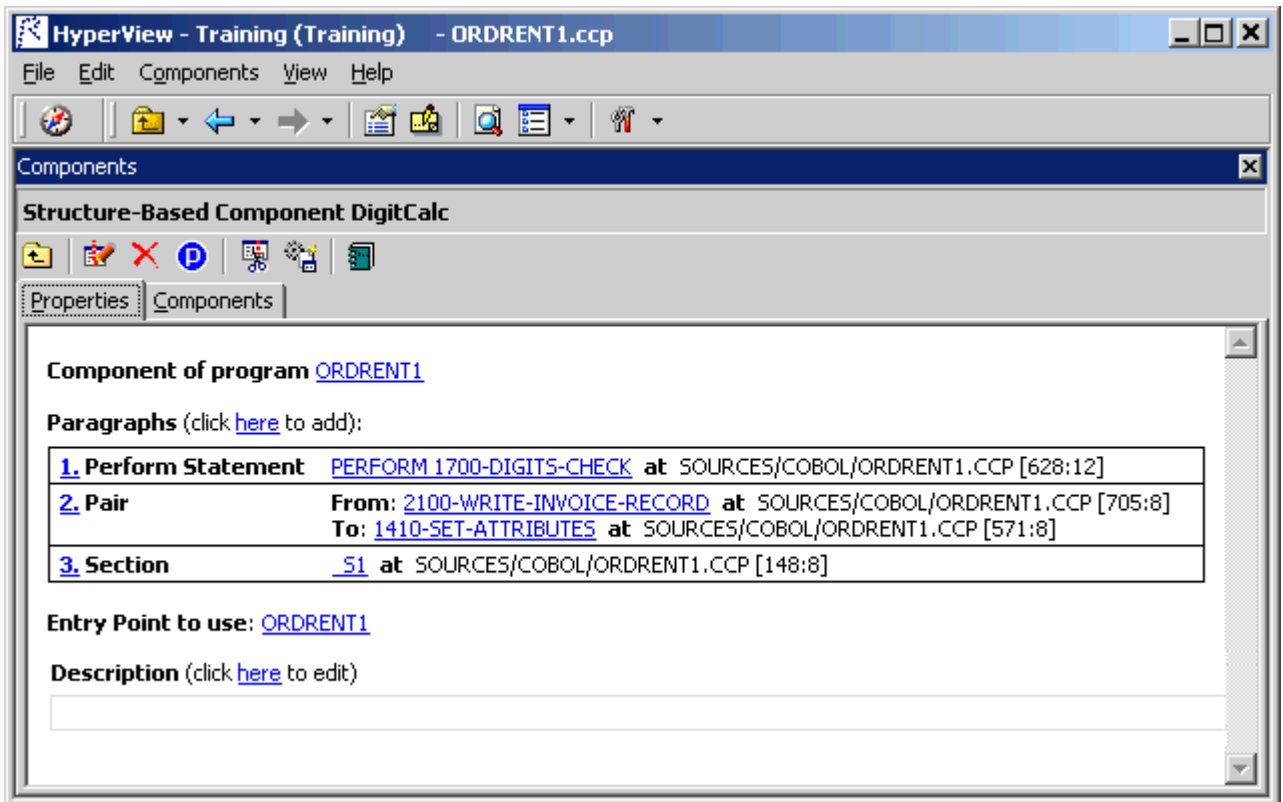 HyperView - Training (Training) - ORDRENT1.ccp
File Edit Components View Help
Components
Structure-Based Component DigitCalc
Properties Components
Component of program ORDRENT1
Paragraphs (click here to add):
1. Perform Statement PERFORM 1700-DIGITS-CHECK at SOURCES/COBOL/ORDRENT1.CCP [628:12]
2. Pair From: 2100-WRITE-INVOICE-RECORD at SOURCES/COBOL/ORDRENT1.CCP [705:8]
To: 1410-SET-ATTRIBUTES at SOURCES/COBOL/ORDRENT1.CCP [571:8]
3. Section _S1 at SOURCES/COBOL/ORDRENT1.CCP [148:8]
Entry Point to use: ORDRENT1
Description (click here to edit)